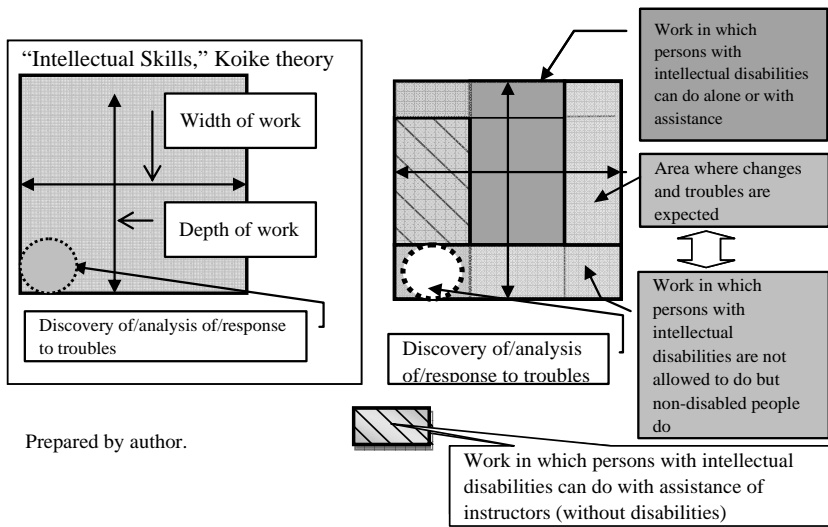 “Intellectual Skills,” Koike theory
Width of work
Depth of work
Discovery of/analysis of/response
to troubles
Prepared by author.
Work in which
persons with
intellectual disabilities
can do alone or with
assistance
Area where changes
and troubles are
expected
Work in which
persons with
intellectual
disabilities are not
allowed to do but
non-disabled people
do
Discovery of/analysis
of/response to troubles
Work in which persons with intellectual
disabilities can do with assistance of
instructors (without disabilities)